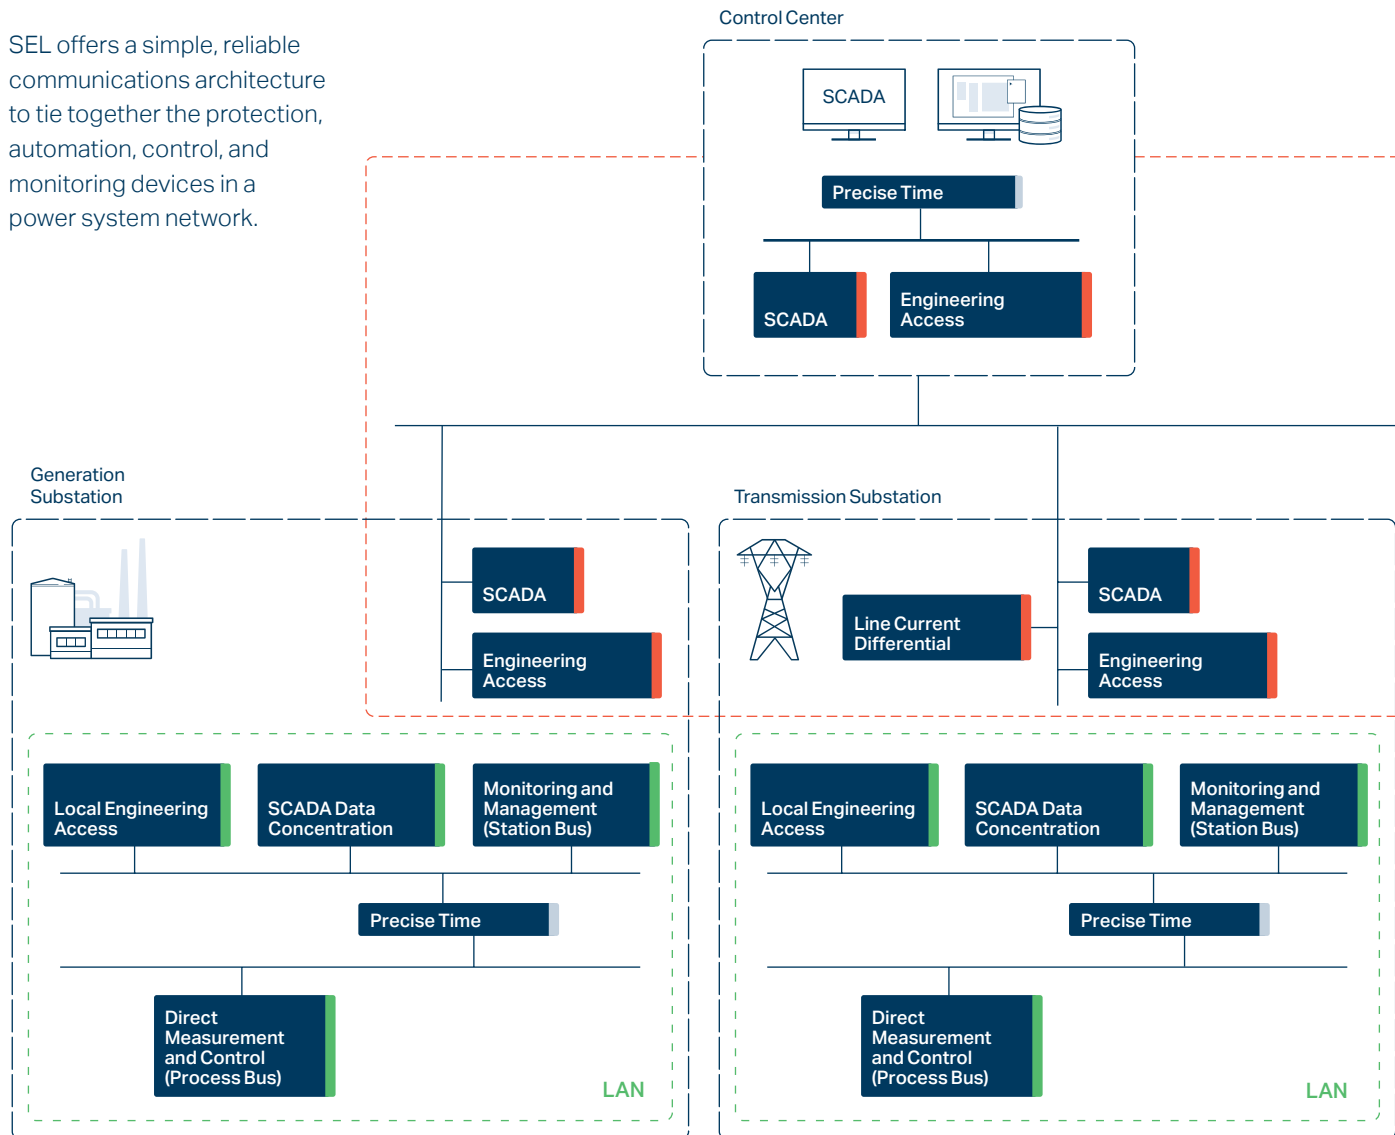 SEL offers a simple, reliable
communications architecture
to tie together the protection,
automation, control, and
monitoring devices in a
power system network.
Control Center
SCADA
Precise Time
SCADA
Engineering
Access
Generation
Substation
SCADA
Engineering
Access
Transmission Substation
Line Current
Differential
SCADA
Engineering
Access
Local Engineering
Access
SCADA Data
Concentration
Monitoring and
Management
(Station Bus)
Precise Time
Direct
Measurement
and Control
(Process Bus)
LAN
Local Engineering
Access
SCADA Data
Concentration
Monitoring and
Management
(Station Bus)
Precise Time
Direct
Measurement
and Control
(Process Bus)
LAN